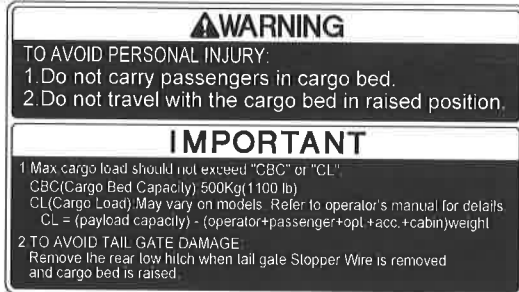 WARNING
TO AVOID PERSONAL INJURY:
1.Do not carry passengers in cargo bed.
2.Do not travel with the cargo bed in raised position.
IMPORTANT
1 Max cargo load should not exceed "CBC" or "CL".
CBC(Cargo Bed Capacity):500Kg(1100 lb)
CL(Cargo Load):May vary on models. Refer to operator's manual for details.
CL = (payload capacity) - (operator+passenger+opt.+acc.+cabin)weight
2.TO AVOID TAIL GATE DAMAGE
Remove the rear tow hitch when tail gate Stopper Wire is removed
and cargo bed is raised.